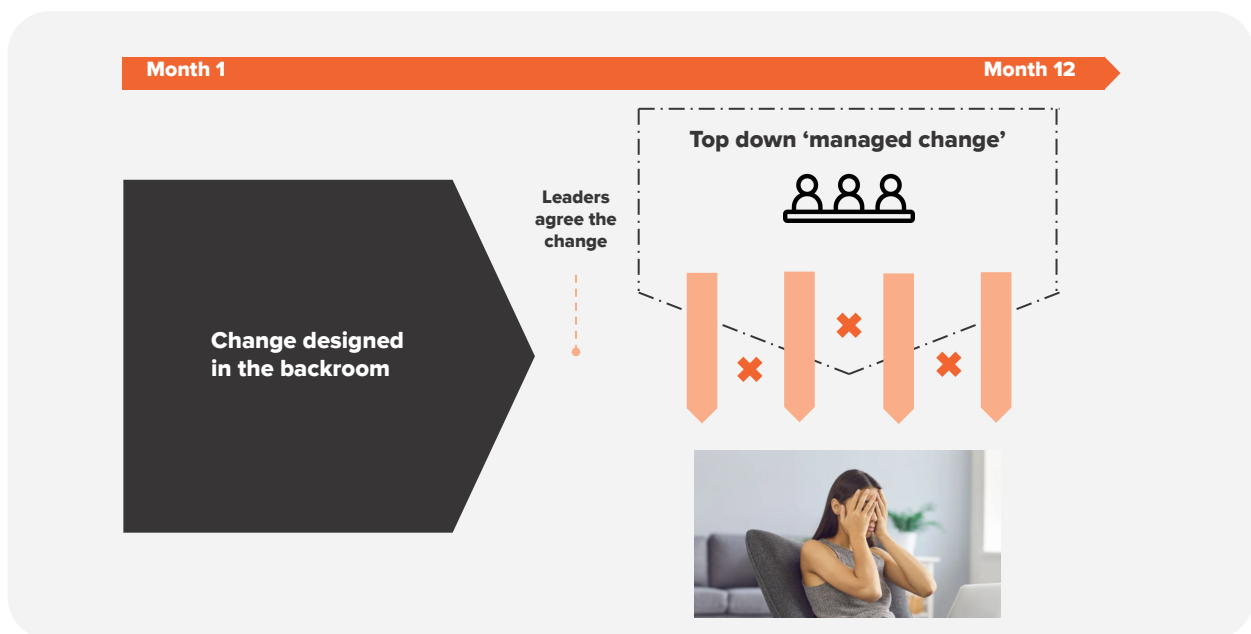 Month 1
Month 12
Top down ‘managed change’
Leaders
agree the
change
Change designed
in the backroom